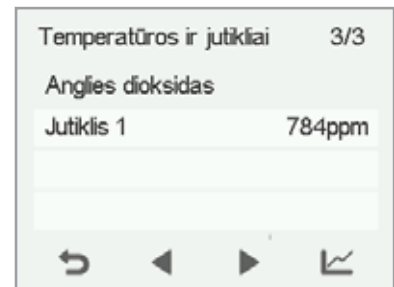 Temperatūros ir jutikliai 3/3
Anglies dioksidas
Jutiklis 1 784ppm